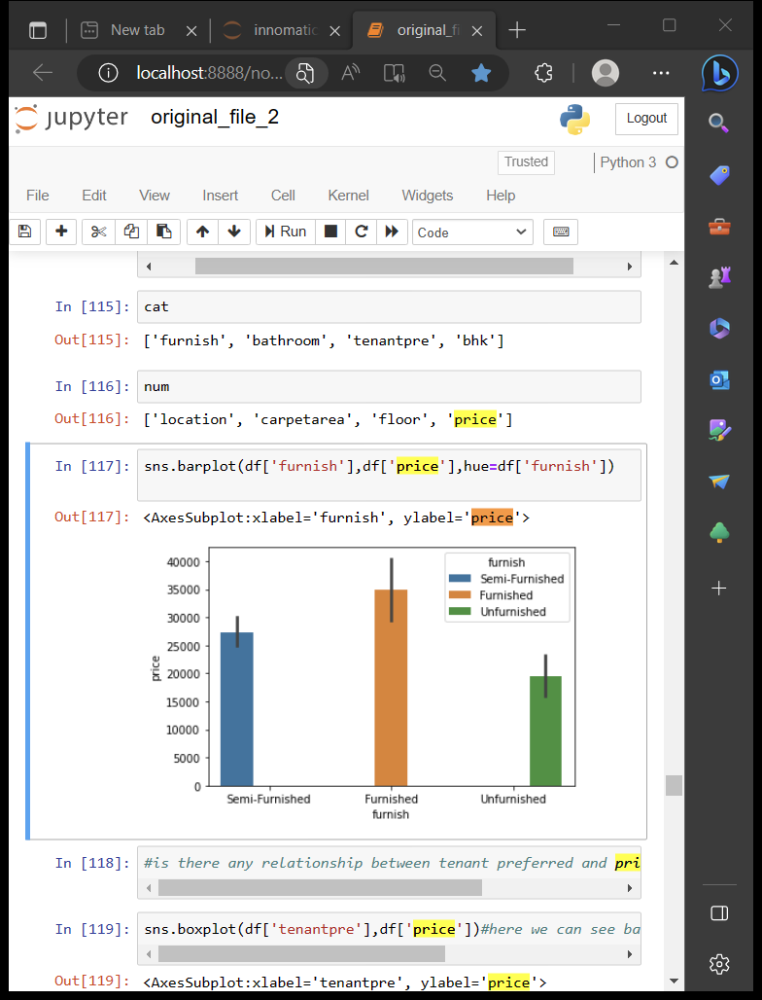 New tab
innomatic
original_fi
localhost:8888/no...
jupyter original_file_2
Logout
Trusted
Python 3
File Edit View Insert Cell Kernel Widgets Help
Run
Code
In [115]: cat
Out[115]: ['furnish', 'bathroom', 'tenantpre', 'bhk']
In [116]: num
Out[116]: ['location', 'carpetarea', 'floor', 'price']
In [117]: sns.barplot(df['furnish'],df['price'],hue=df['furnish'])
Out[117]: <AxesSubplot:xlabel='furnish', ylabel='price'>
furnish
Semi-Furnished
Furnished
Unfurnished
40000
35000
30000
25000
20000
15000
10000
5000
0
price
Semi-Furnished Furnished Unfurnished
furnish
In [118]: #is there any relationship between tenant preferred and pri
In [119]: sns.boxplot(df['tenantpre'],df['price'])#here we can see ba
Out[119]: <AxesSubplot:xlabel='tenantpre', ylabel='price'>